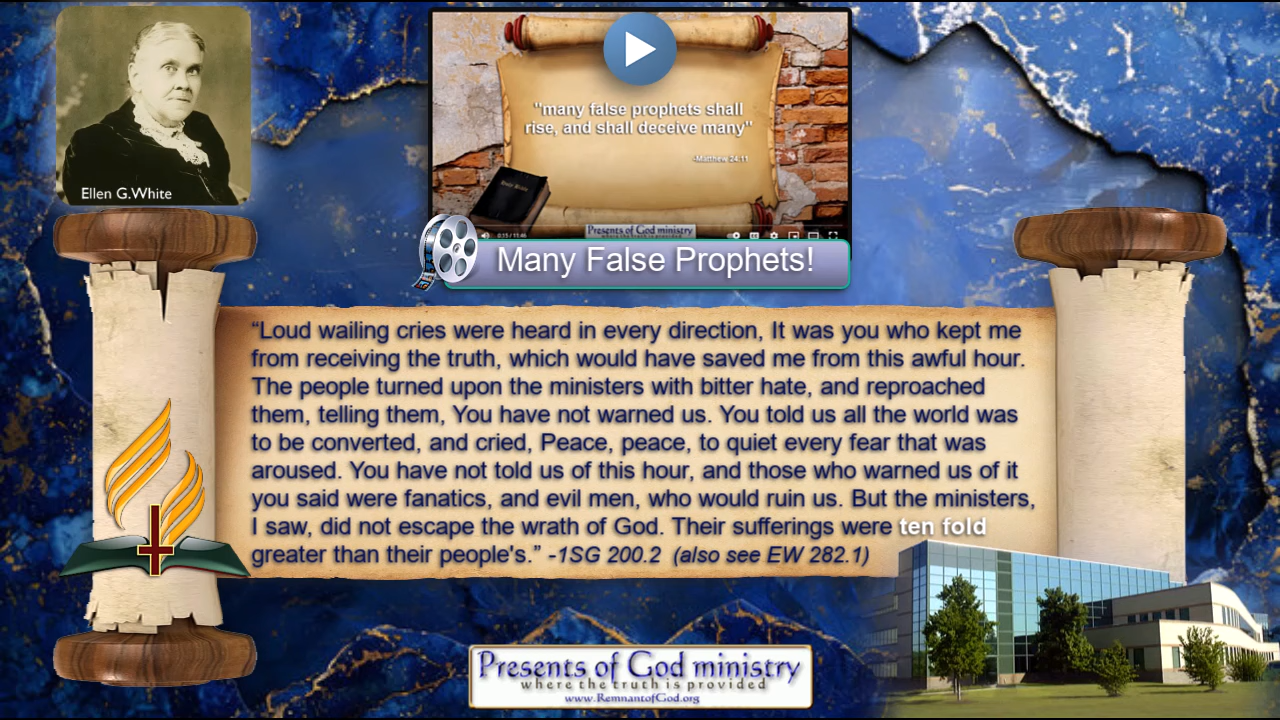 "many false prophets shall
rise, and shall deceive many"
-Matthew 24:11
Holy Bible
0:15 / 11:46
Presents of God ministry
Ellen G.White
Many False Prophets!
“Loud wailing cries were heard in every direction, It was you who kept me
from receiving the truth, which would have saved me from this awful hour.
The people turned upon the ministers with bitter hate, and reproached
them, telling them, You have not warned us. You told us all the world was
to be converted, and cried, Peace, peace, to quiet every fear that was
aroused. You have not told us of this hour, and those who warned us of it
you said were fanatics, and evil men, who would ruin us. But the ministers,
I saw, did not escape the wrath of God. Their sufferings were ten fold
greater than their people's.” -1SG 200.2 (also see EW 282.1)
Presents of God ministry
where the truth is provided
www.RemnantofGod.org